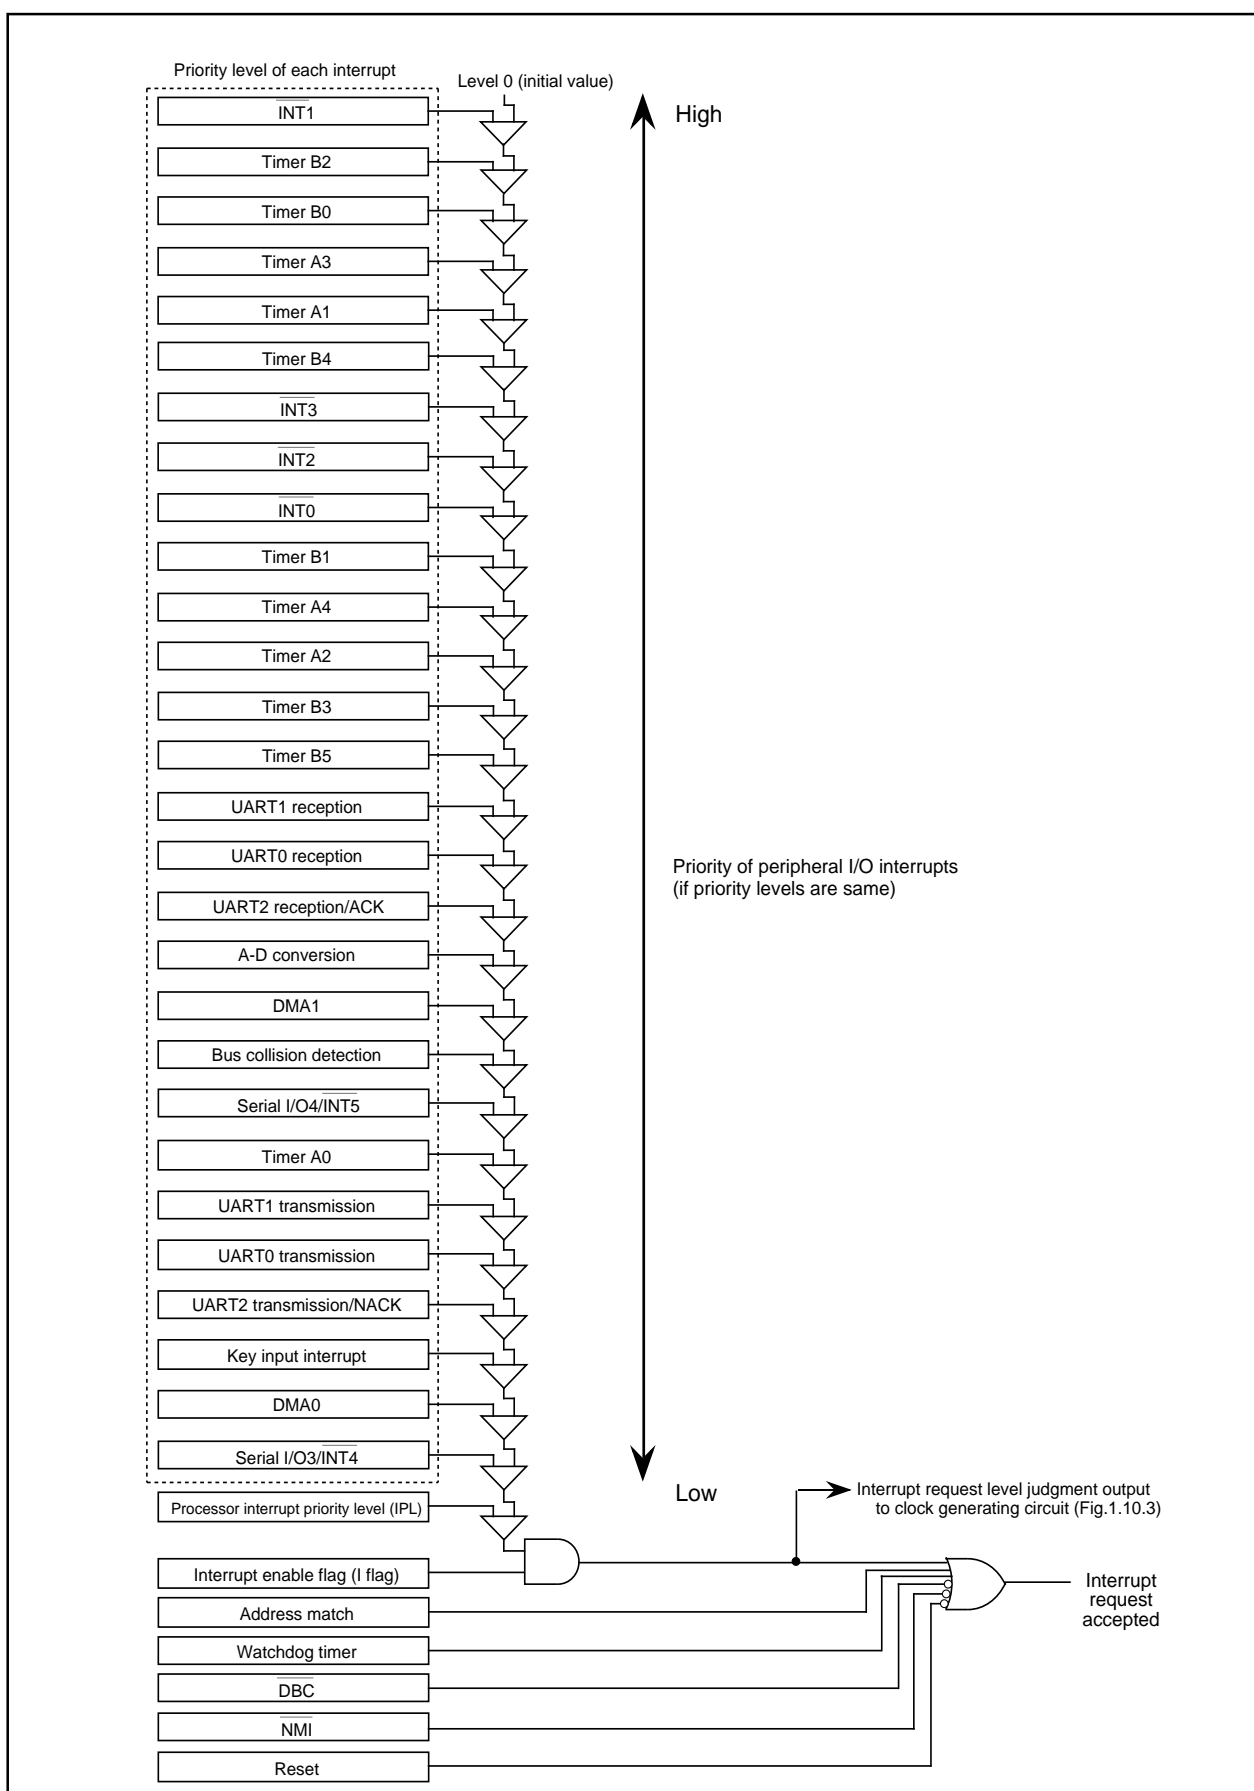 Priority level of each interrupt
Level 0 (initial value)
High
INT1
Timer B2
Timer B0
Timer A3
Timer A1
Timer B4
INT3
INT2
INT0
Timer B1
Timer A4
Timer A2
Timer B3
Timer B5
UART1 reception
UART0 reception
Priority of peripheral I/O interrupts
(if priority levels are same)
UART2 reception/ACK
A-D conversion
DMA1
Bus collision detection
Serial I/O4/INT5
Timer A0
UART1 transmission
UART0 transmission
UART2 transmission/NACK
Key input interrupt
DMA0
Serial I/O3/INT4
Low
Interrupt request level judgment output
to clock generating circuit (Fig.1.10.3)
Processor interrupt priority level (IPL)
Interrupt enable flag (I flag)
Interrupt
request
accepted
Address match
Watchdog timer
DBC
NMI
Reset